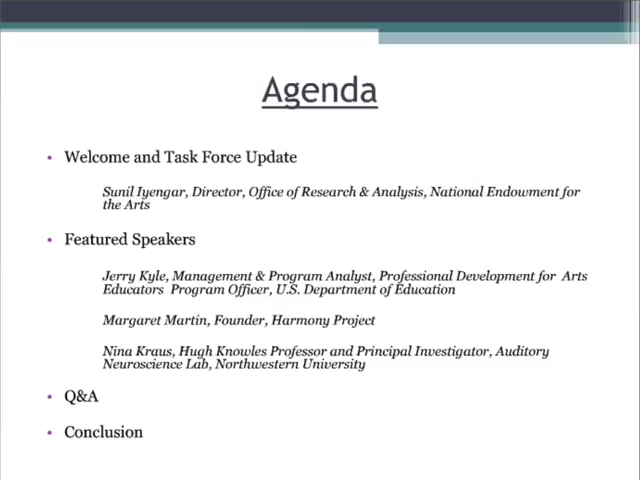 Agenda
• Welcome and Task Force Update
Sunil Iyengar, Director, Office of Research & Analysis, National Endowment for
the Arts
• Featured Speakers
Jerry Kyle, Management & Program Analyst, Professional Development for Arts
Educators Program Officer, U.S. Department of Education
Margaret Martin, Founder, Harmony Project
Nina Kraus, Hugh Knowles Professor and Principal Investigator, Auditory
Neuroscience Lab, Northwestern University
• Q&A
• Conclusion